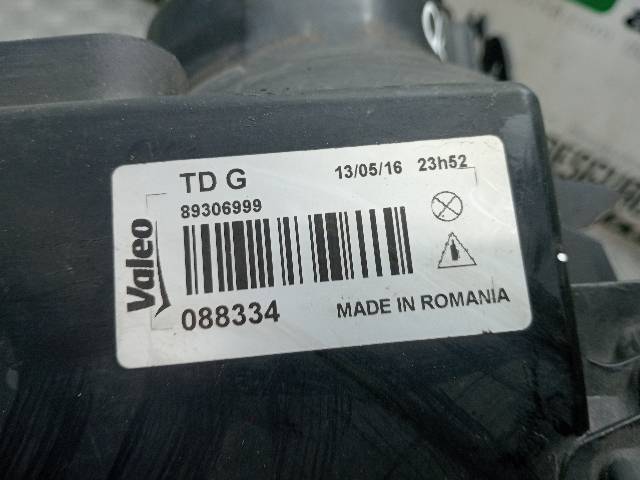 TD G 13/05/16 23h52
89306999
Valeo
088334 MADE IN ROMANIA